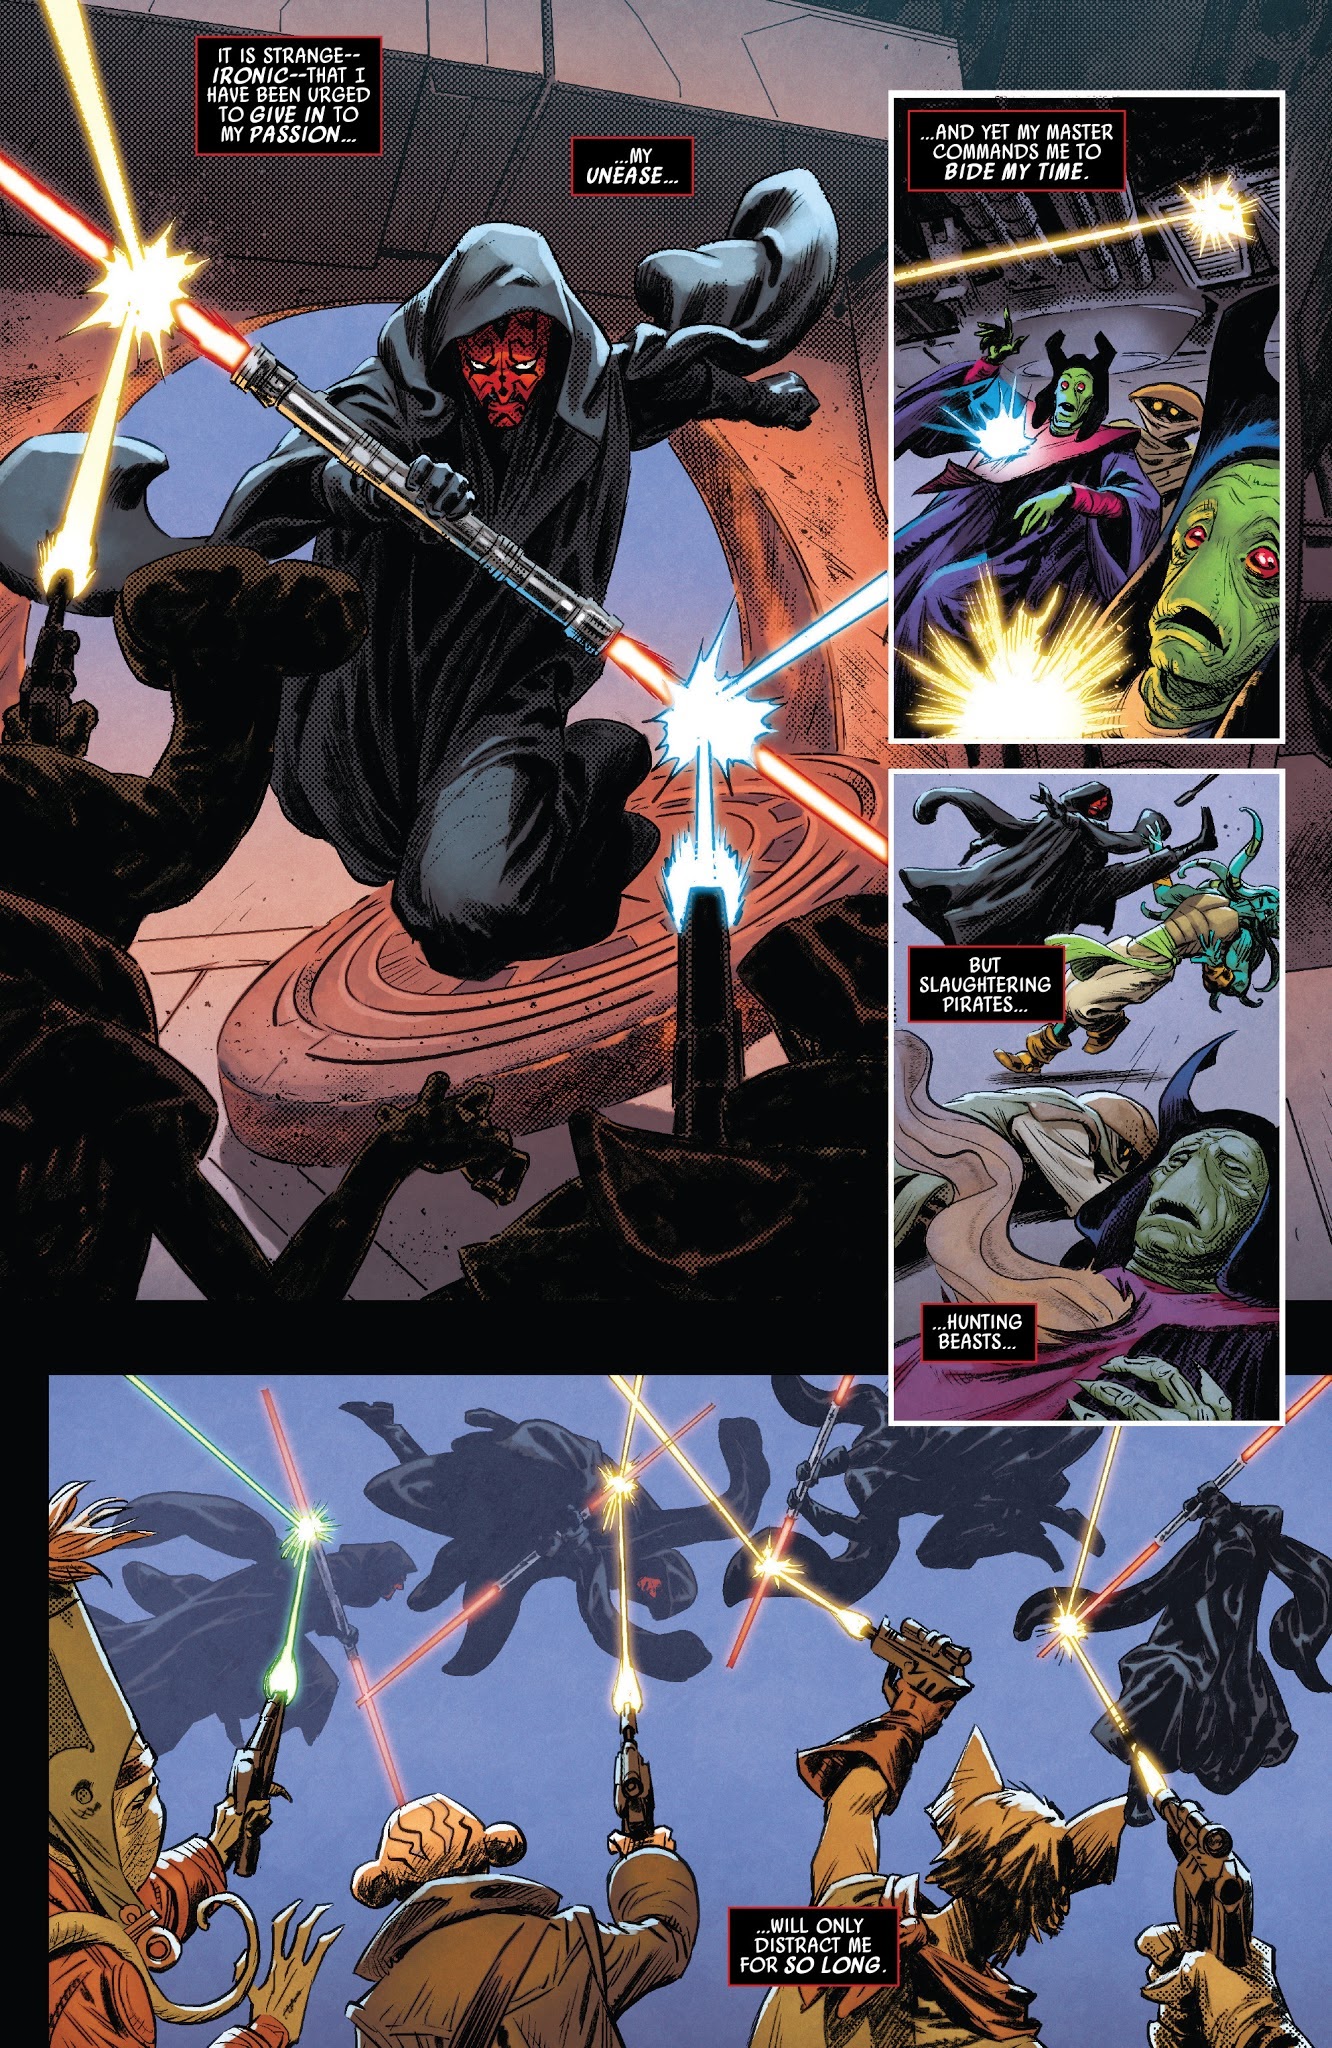 IT IS STRANGE--
IRONIC--THAT I
HAVE BEEN URGED
TO GIVE IN TO
MY PASSION...
...MY
UNEASE...
...AND YET MY MASTER
COMMANDS ME TO
BIDE MY TIME.
BUT
SLAUGHTERING
PIRATES...
...HUNTING
BEASTS...
...WILL ONLY
DISTRACT ME
FOR SO LONG.